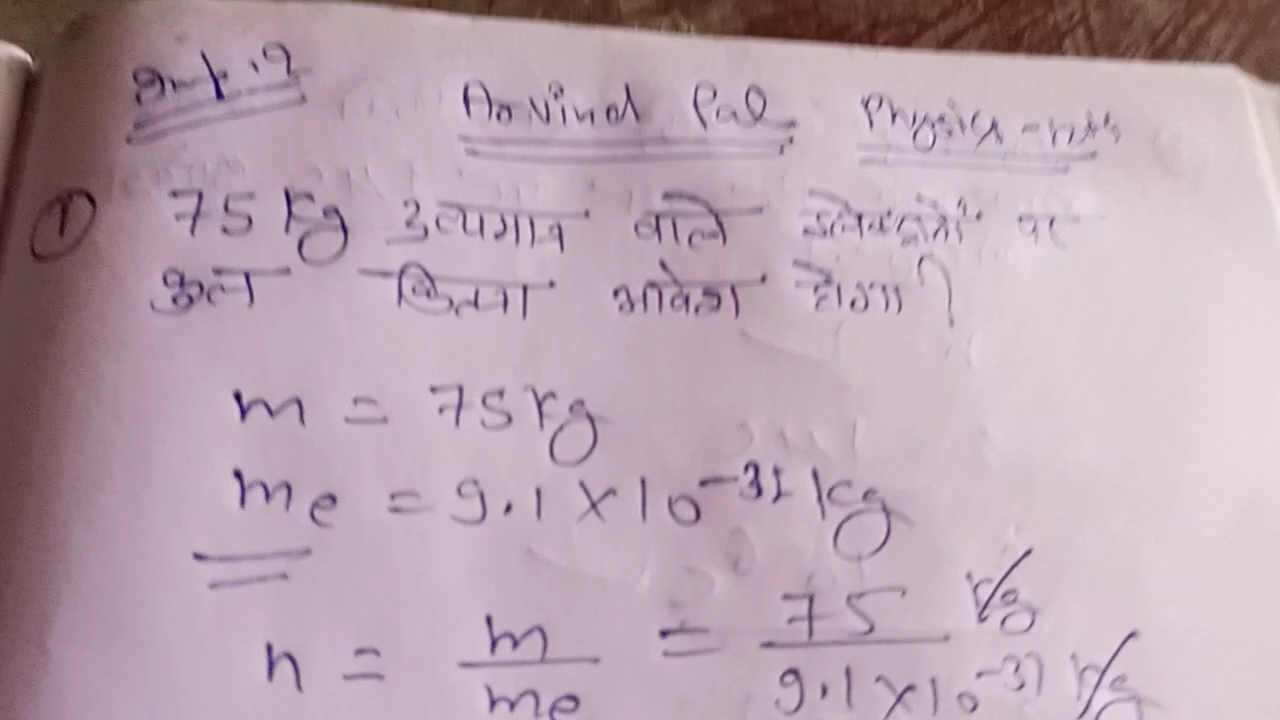 Arvind Pal Physics
① 75 kg द्रव्यमान वाले इलेक्ट्रोनों पर
कुल कितना आवेश होगा?
m = 75 kg
me = 9.1 × 10^-31 kg
n = m/me = 75 kg / 9.1 × 10^-31 kg